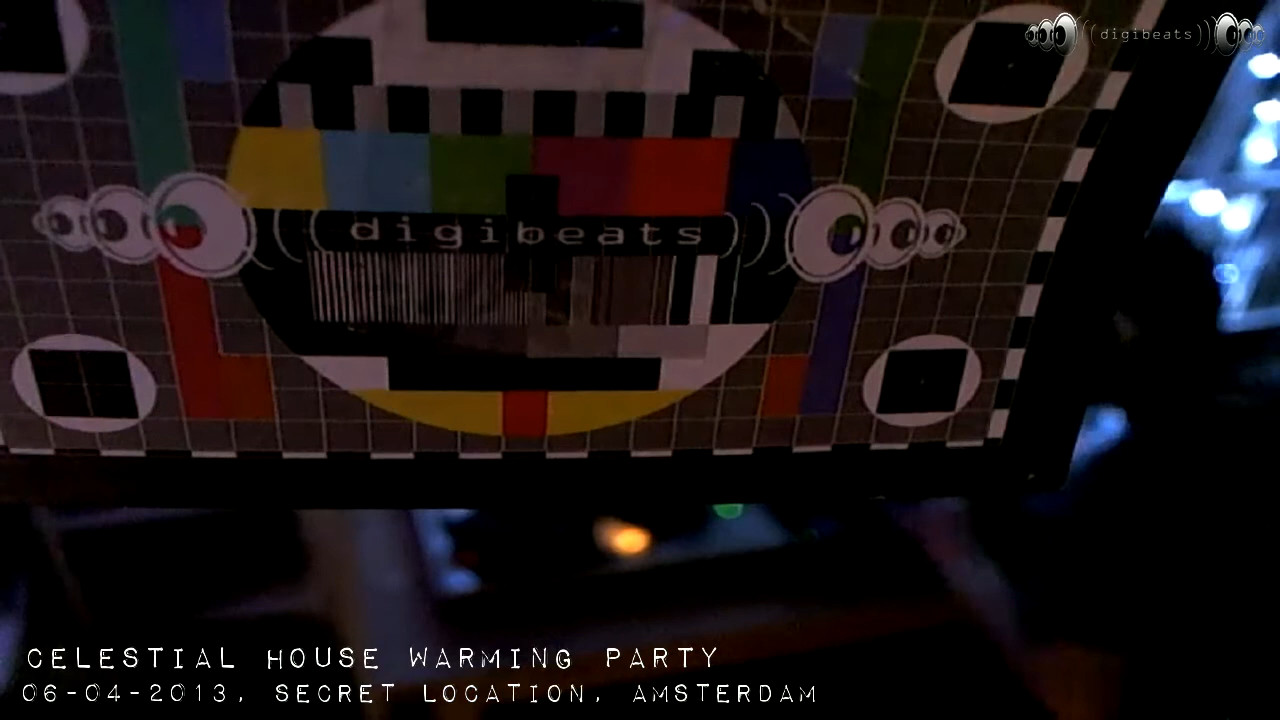 ((digibeats))
((digibeats))
CELESTIAL HOUSE WARMING PARTY
06-04-2013, SECRET LOCATION, AMSTERDAM